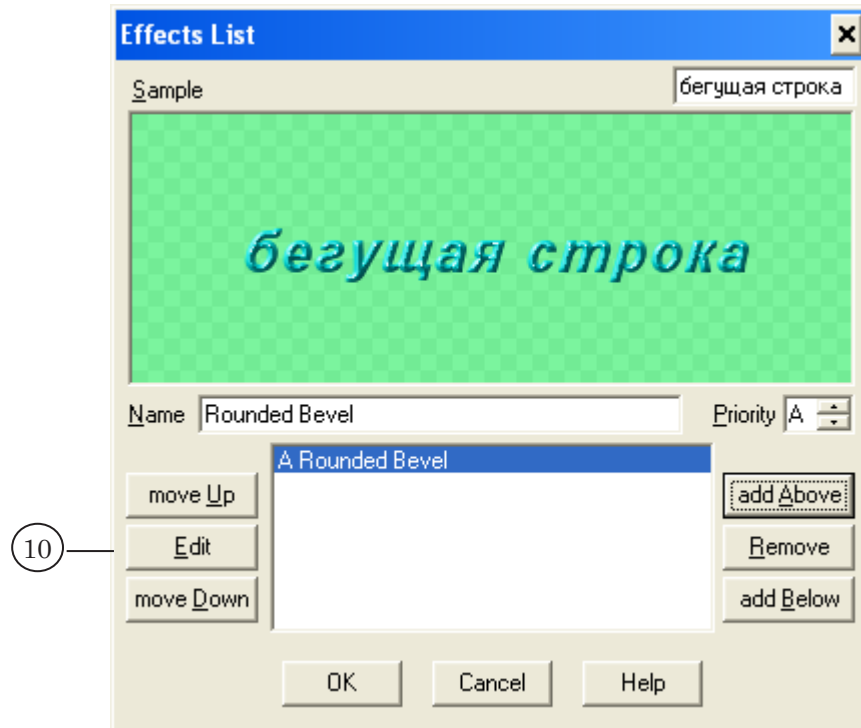 Effects List
Sample
бегущая строка
бегущая строка
Name Rounded Bevel Priority A
A Rounded Bevel
move Up
add Above
10
Edit
Remove
move Down
add Below
OK Cancel Help